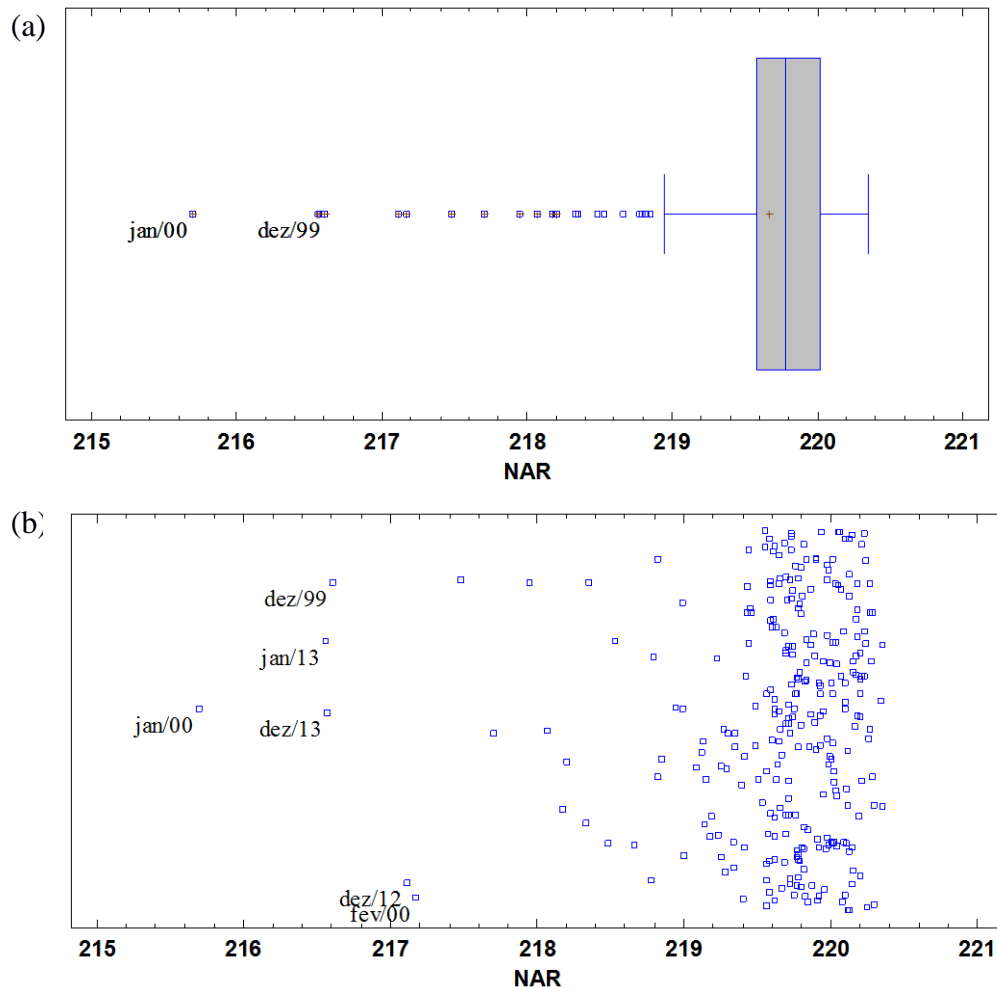 (a)
jan/00 dez/99
215 216 217 218 219 220 221
NAR
(b)
dez/99
jan/13
jan/00 dez/13
dez/12
fev/00
215 216 217 218 219 220 221
NAR